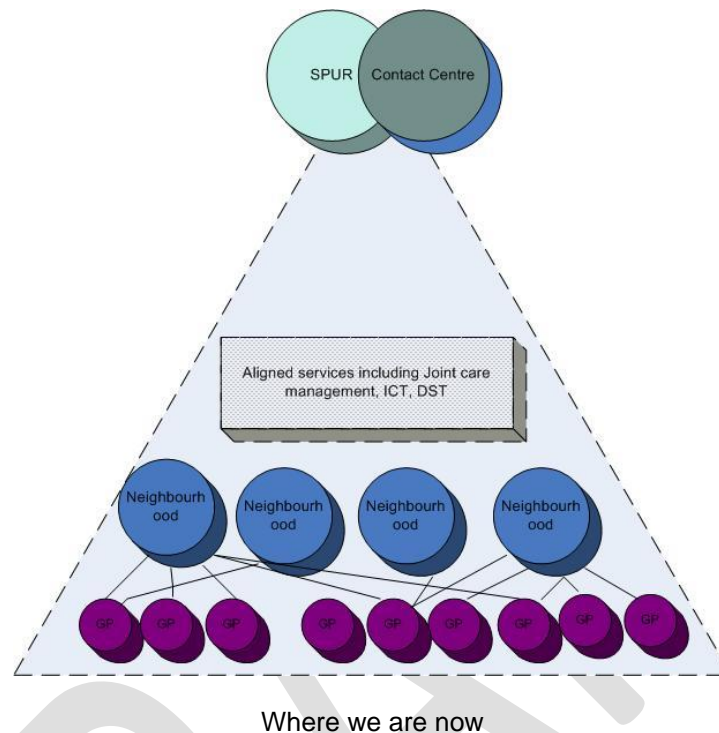 SPUR Contact Centre
Aligned services including Joint care
management, ICT, DST
Neighbourh
ood
Neighbourh
ood
Neighbourh
ood
Neighbourh
ood
GP GP GP GP GP GP GP GP GP
Where we are now